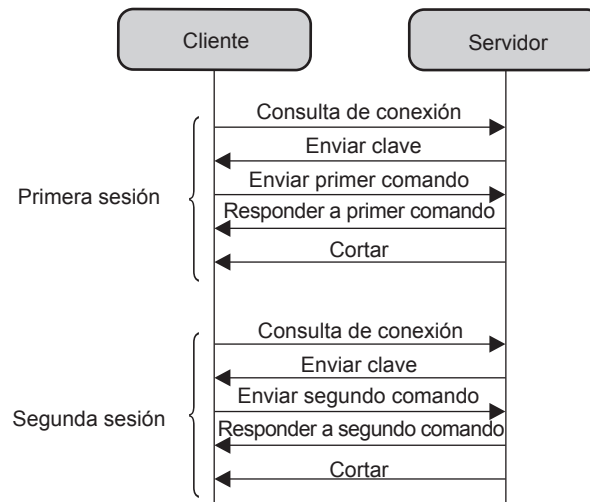 Cliente
Servidor
Consulta de conexión
Enviar clave
Enviar primer comando
Primera sesión
Responder a primer comando
Cortar
Consulta de conexión
Enviar clave
Enviar segundo comando
Segunda sesión
Responder a segundo comando
Cortar